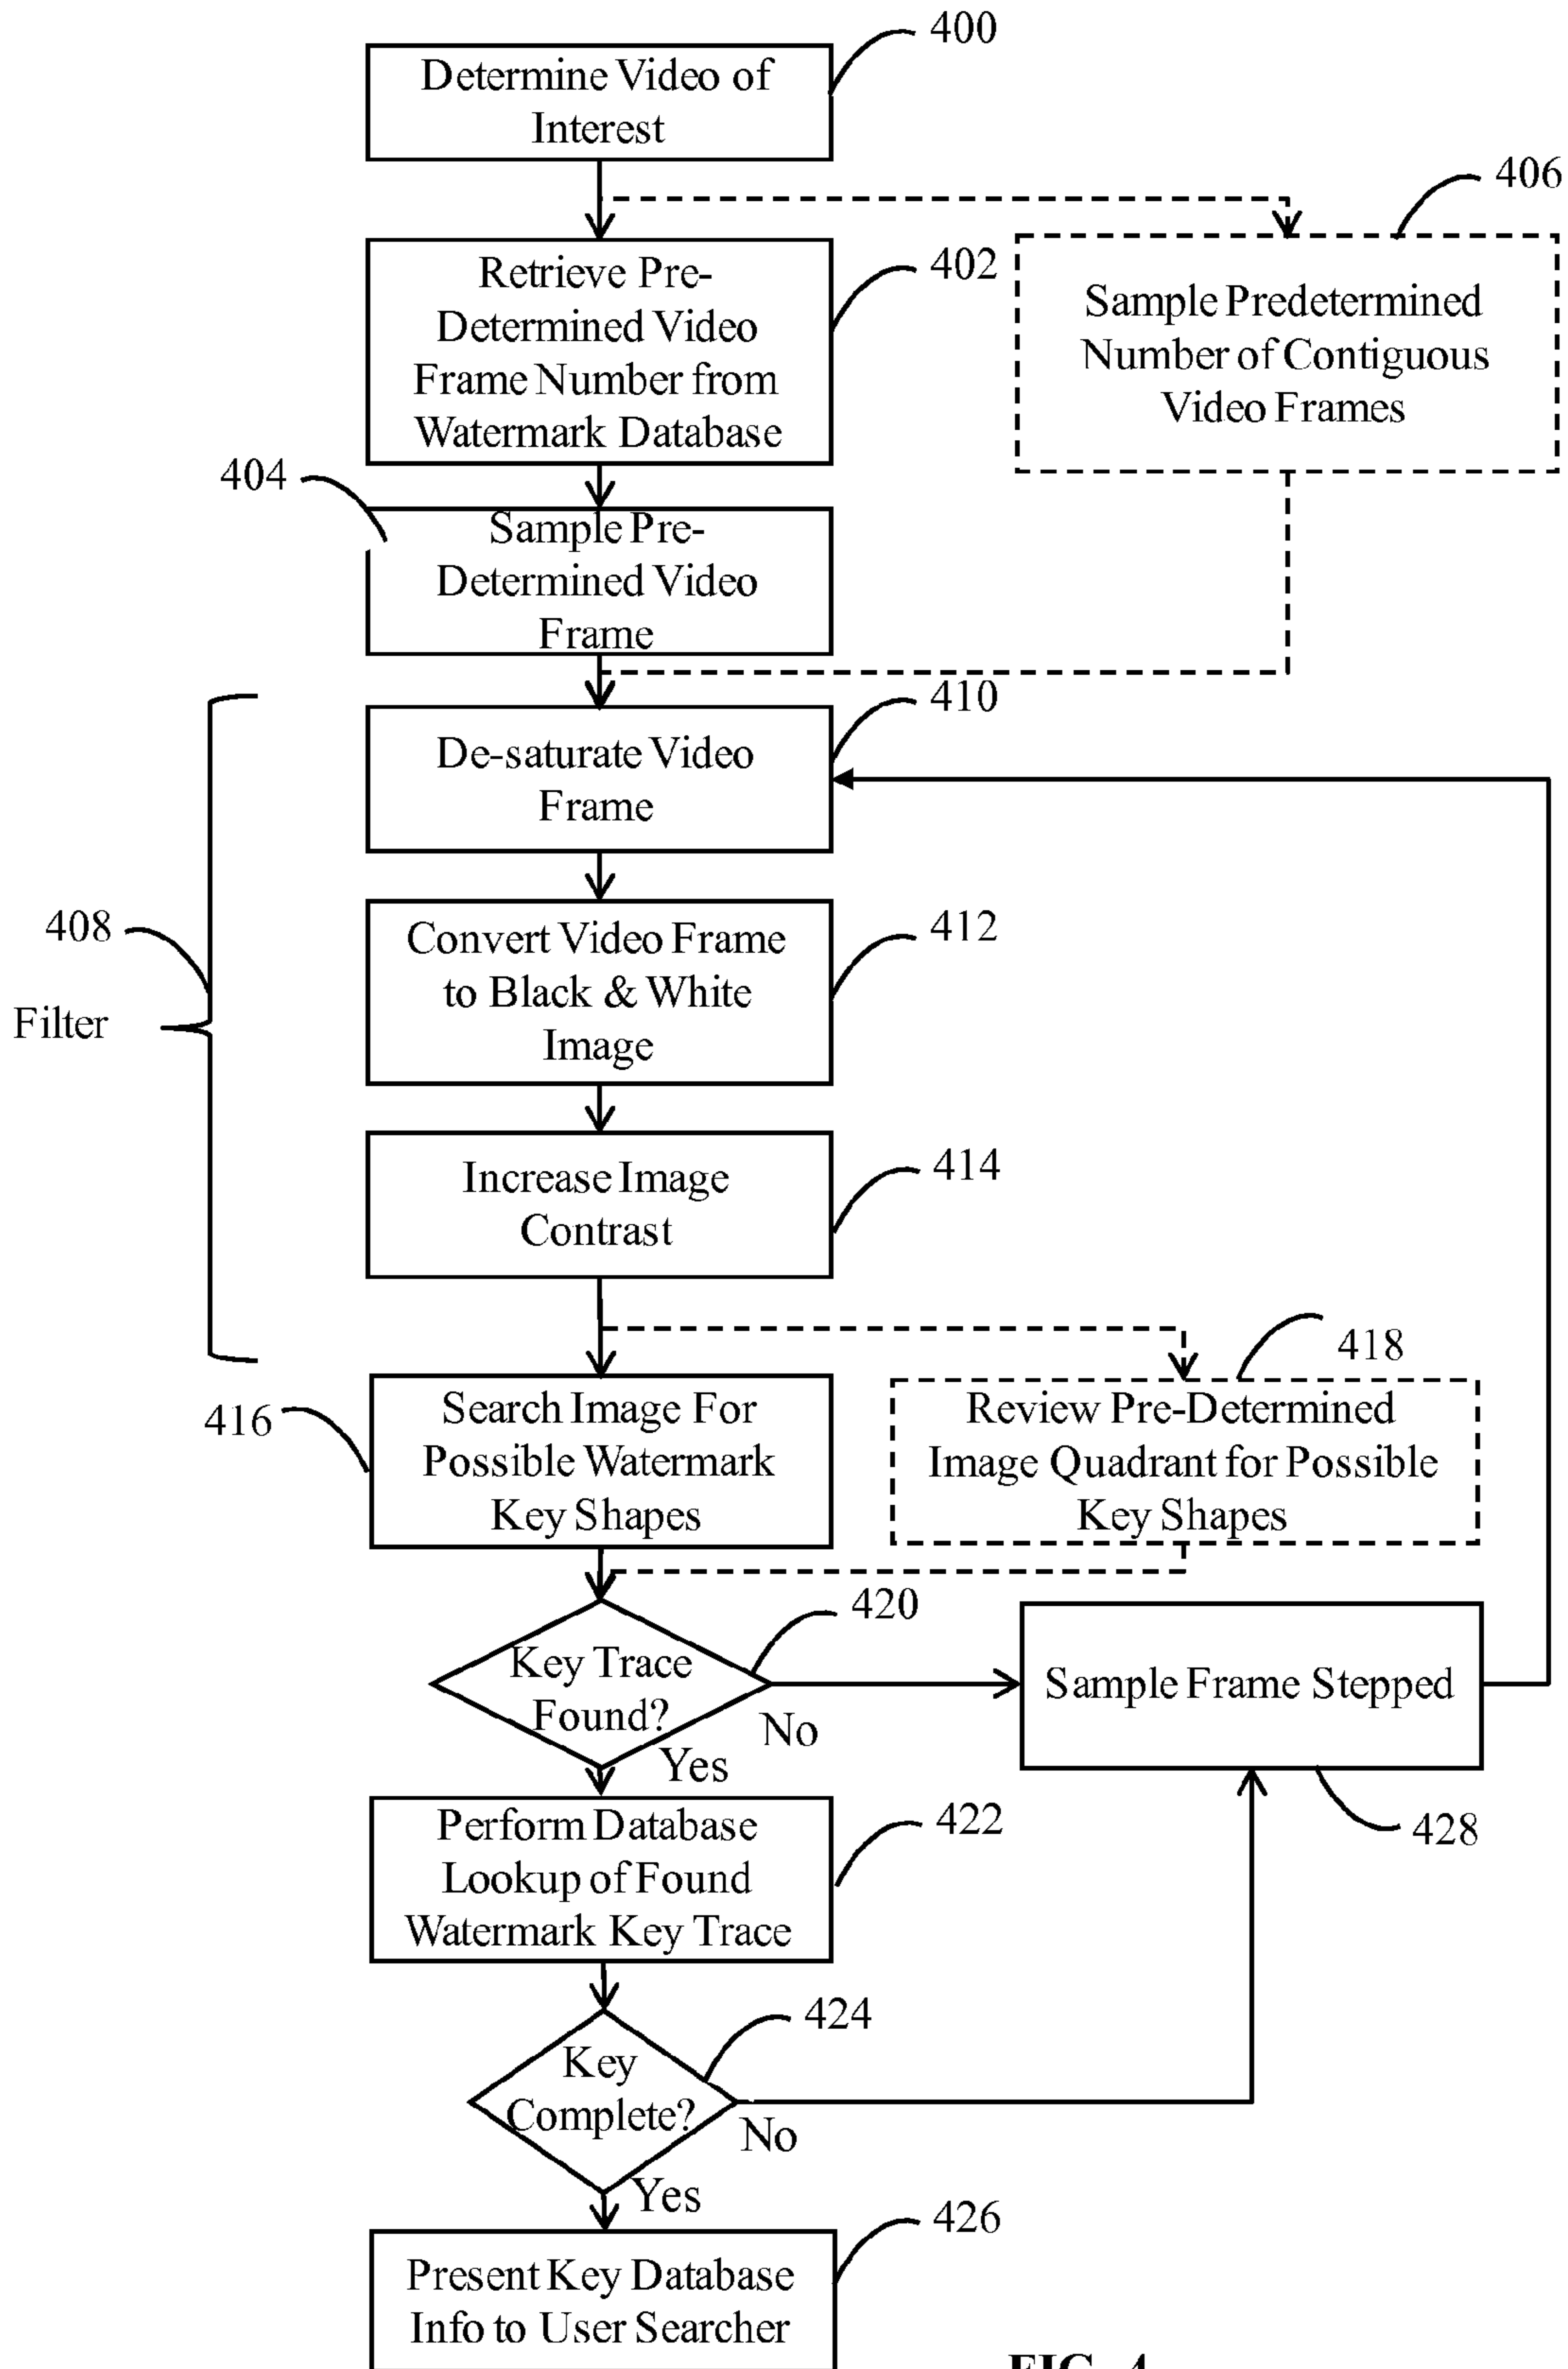 400
Determine Video of
Interest
406
402
Retrieve Pre-
Determined Video
Frame Number from
Watermark Database
Sample Predetermined
Number of Contiguous
Video Frames
404
Sample Pre-
Determined Video
Frame
410
De-saturate Video
Frame
408
Filter
412
Convert Video Frame
to Black & White
Image
414
Increase Image
Contrast
416
Search Image For
Possible Watermark
Key Shapes
418
Review Pre-Determined
Image Quadrant for Possible
Key Shapes
420
Key Trace
Found?
No
Yes
Sample Frame Stepped
428
422
Perform Database
Lookup of Found
Watermark Key Trace
424
Key
Complete?
No
Yes
426
Present Key Database
Info to User Searcher
FIG. 4